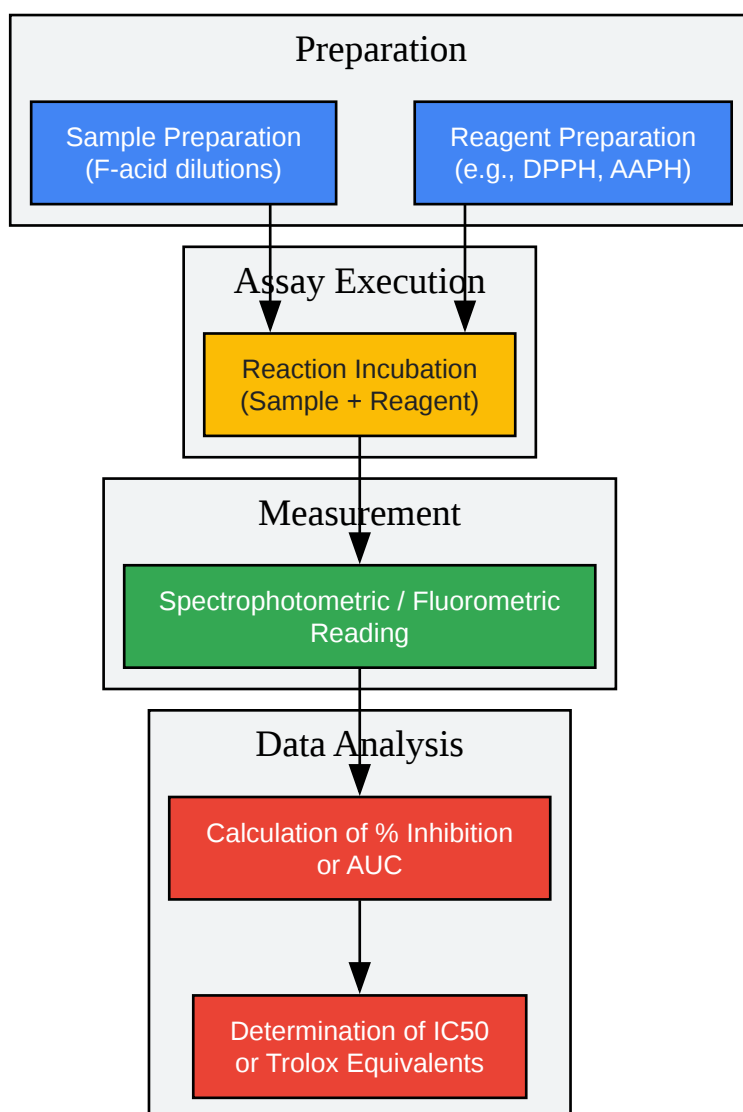 Preparation
Sample Preparation
(F-acid dilutions)
Reagent Preparation
(e.g., DPPH, AAPH)
Assay Execution
Reaction Incubation
(Sample + Reagent)
Measurement
Spectrophotometric / Fluorometric
Reading
Data Analysis
Calculation of % Inhibition
or AUC
Determination of IC50
or Trolox Equivalents